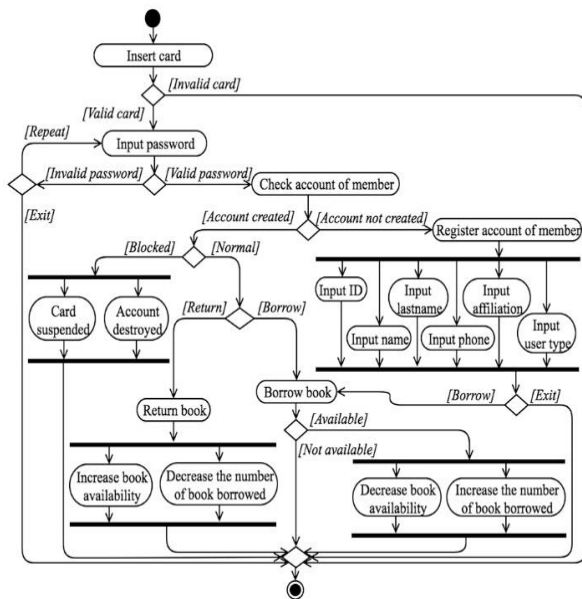 Insert card
[Invalid card]
[Valid card]
[Repeat]
Input password
[Invalid password]
[Valid password]
Check account of member
[Exit]
[Account created]
[Account not created]
Register account of member
[Blocked]
[Normal]
Card
suspended
Account
destroyed
[Return]
[Borrow]
Input ID
Input
lastname
Input
affiliation
Input name
Input phone
Input
user type
Borrow book
[Borrow]
[Exit]
Return book
[Available]
[Not available]
Increase book
availability
Decrease the number
of book borrowed
Decrease book
availability
Increase the number
of book borrowed